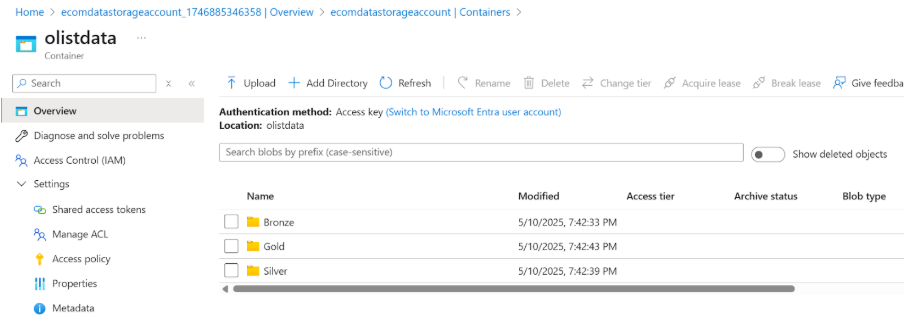 Home > ecomdatastorageaccount_1746885346358 | Overview > ecomdatastorageaccount | Containers >
olistdata ...
Container
Search
Upload Add Directory Refresh Rename Delete Change tier Acquire lease Break lease Give feedba
Overview
Diagnose and solve problems
Access Control (IAM)
Settings
Shared access tokens
Manage ACL
Access policy
Properties
Metadata
Authentication method: Access key (Switch to Microsoft Entra user account)
Location: olistdata
Search blobs by prefix (case-sensitive)
Show deleted objects
Name Modified Access tier Archive status Blob type
Bronze 5/10/2025, 7:42:33 PM
Gold 5/10/2025, 7:42:43 PM
Silver 5/10/2025, 7:42:39 PM